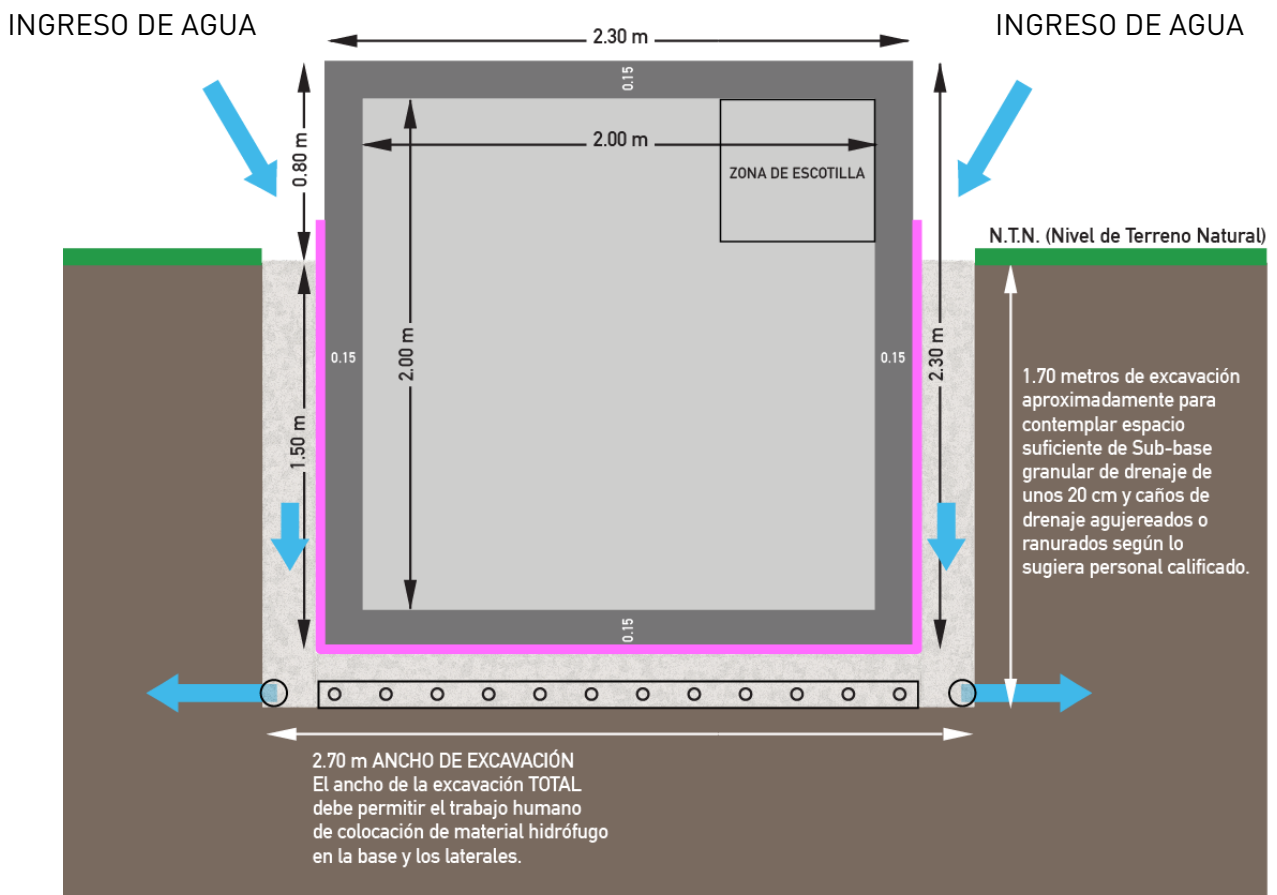 INGRESO DE AGUA
INGRESO DE AGUA
2.30 m
0.15
0.80 m
2.00 m
ZONA DE ESCOTILLA
N.T.N. (Nivel de Terreno Natural)
0.15
2.00 m
0.15
2.30 m
1.50 m
1.70 metros de excavación
aproximadamente para
contemplar espacio
suficiente de Sub-base
granular de drenaje de
unos 20 cm y caños de
drenaje agujereados o
ranurados según lo
sugiera personal calificado.
0.15
2.70 m ANCHO DE EXCAVACIÓN
El ancho de la excavación TOTAL
debe permitir el trabajo humano
de colocación de material hidrófugo
en la base y los laterales.